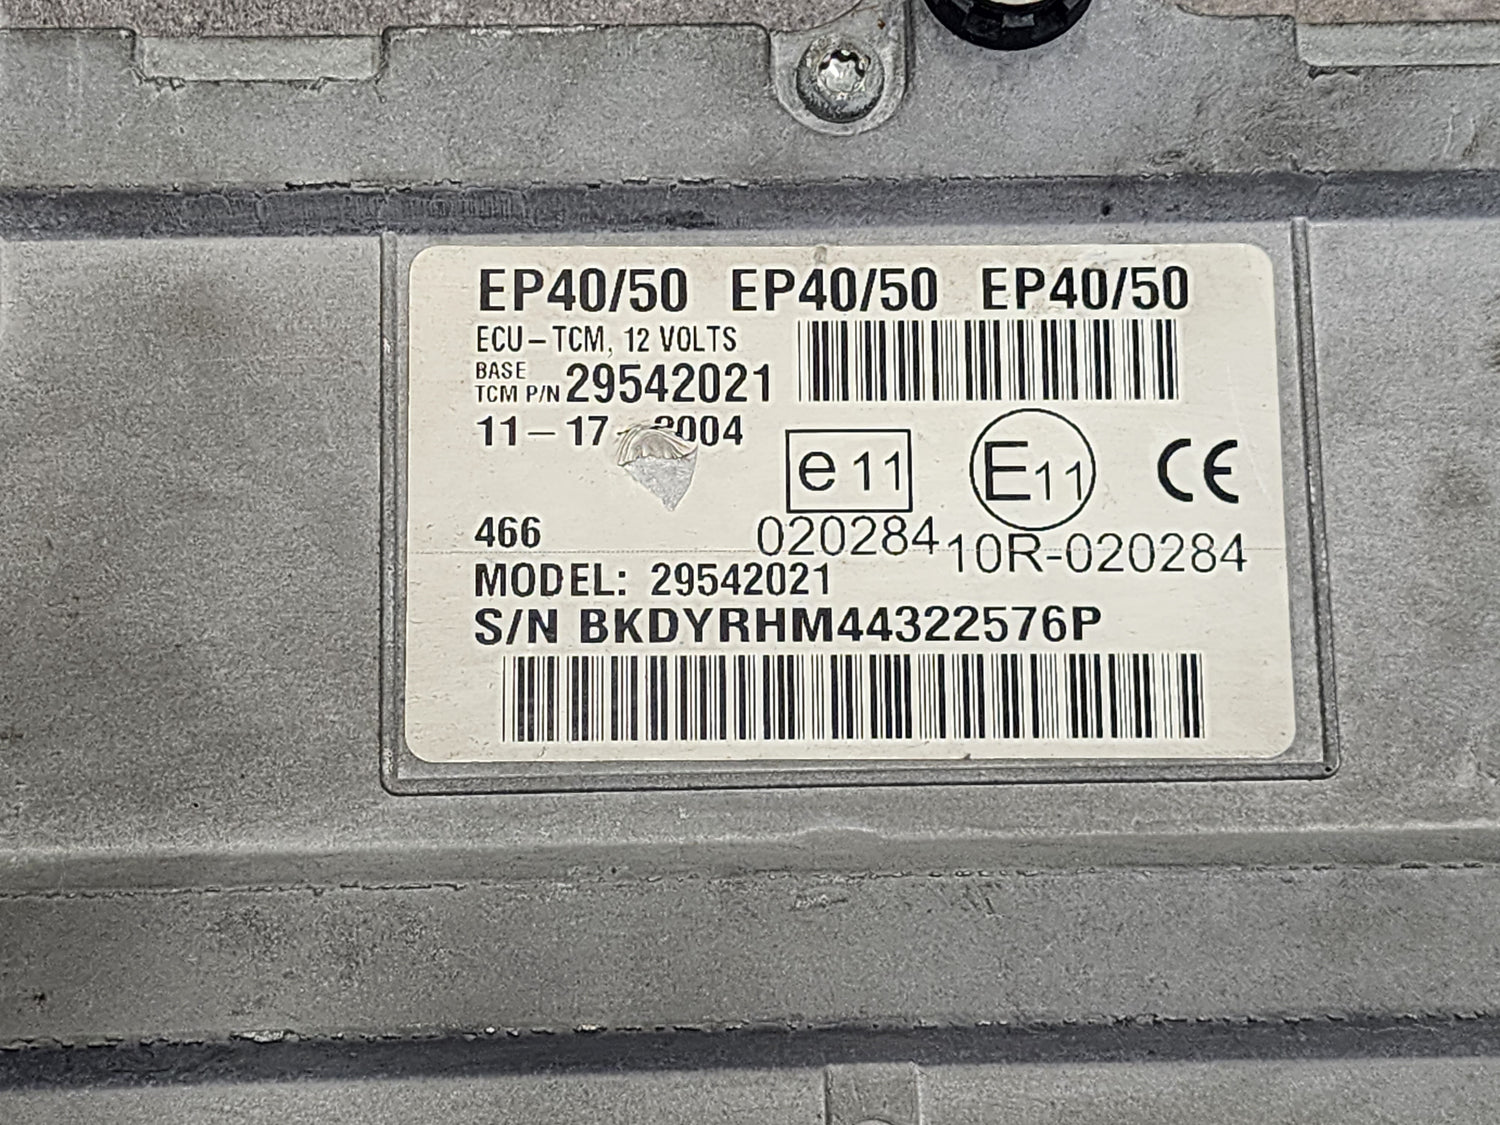 EP40/50 EP40/50 EP40/50
ECU-TCM, 12 VOLTS
BASE
TCM P/N 29542021
11-17-2004
e 11
E11
CE
020284
10R-020284
466
MODEL: 29542021
S/N BKDYRHM44322576P